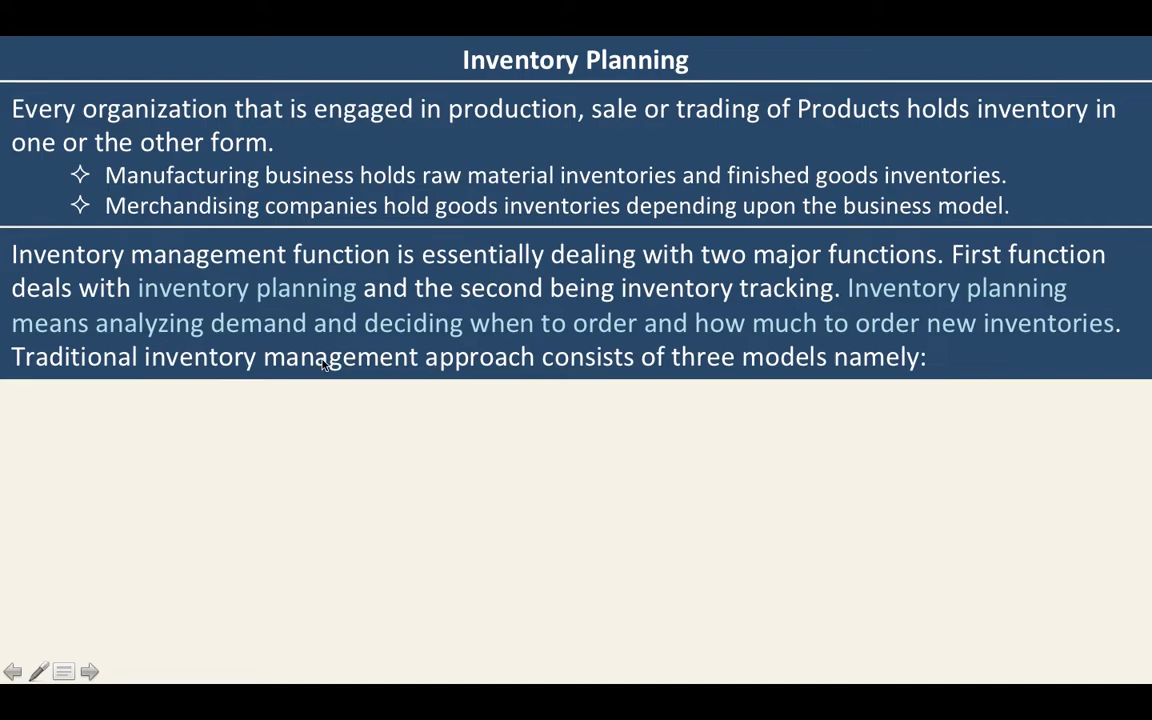 Inventory Planning
Every organization that is engaged in production, sale or trading of Products holds inventory in
one or the other form.
Manufacturing business holds raw material inventories and finished goods inventories.
Merchandising companies hold goods inventories depending upon the business model.
Inventory management function is essentially dealing with two major functions. First function
deals with inventory planning and the second being inventory tracking. Inventory planning
means analyzing demand and deciding when to order and how much to order new inventories.
Traditional inventory management approach consists of three models namely: